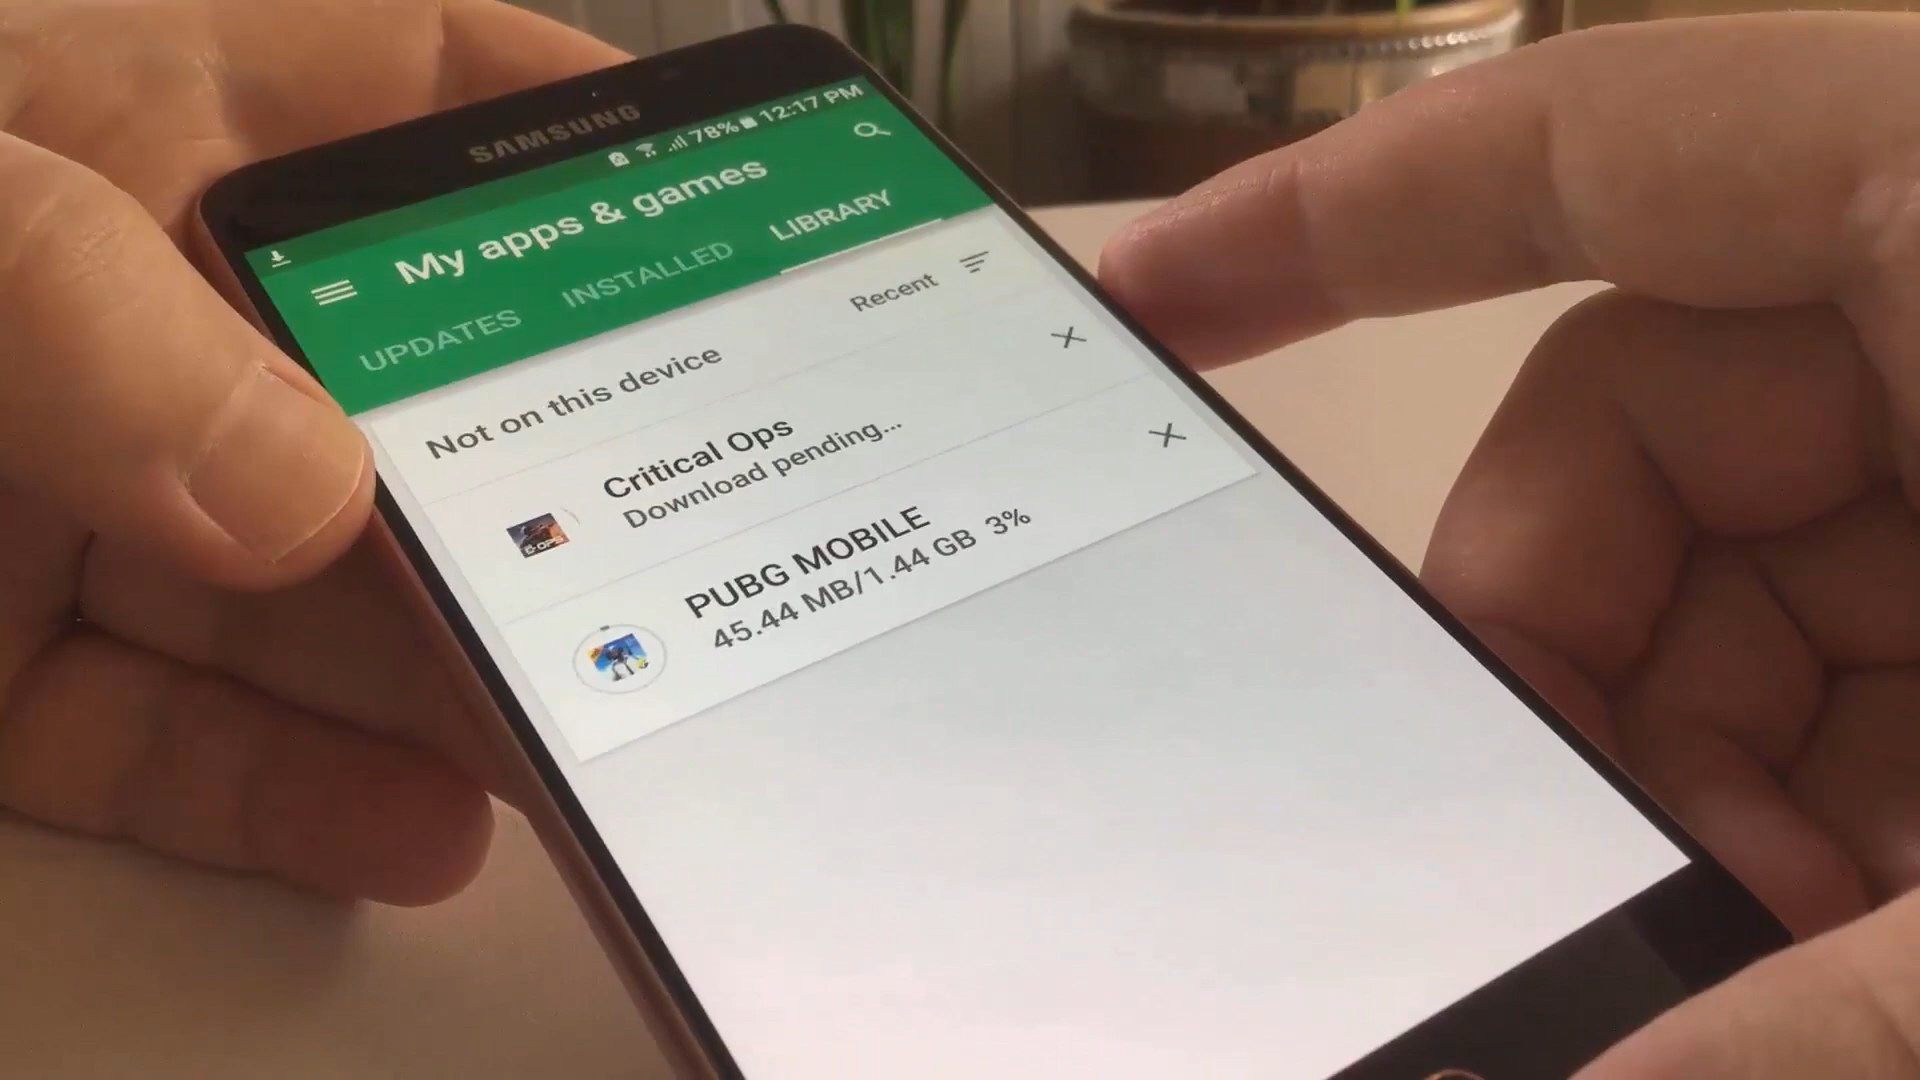 SAMSUNG
78% 12:17 PM
My apps & games
UPDATES INSTALLED LIBRARY
Recent
Not on this device
Critical Ops
Download pending...
C-OPS
PUBG MOBILE
45.44 MB/1.44 GB 3%